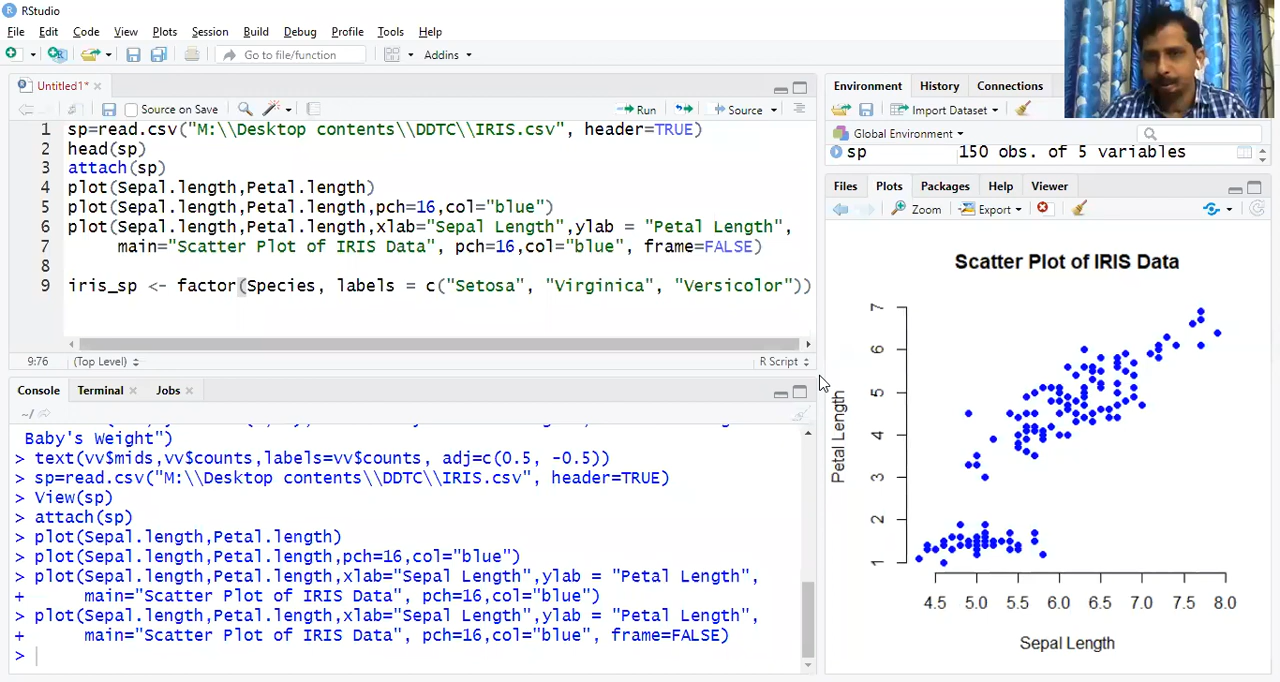 RStudio
File Edit Code View Plots Session Build Debug Profile Tools Help
Go to file/function Addins
Untitled1*
Source on Save Run Source
1 sp=read.csv("M:\\Desktop contents\\DDTC\\IRIS.csv", header=TRUE)
2 head(sp)
3 attach(sp)
4 plot(Sepal.length,Petal.length)
5 plot(Sepal.length,Petal.length,pch=16,col="blue")
6 plot(Sepal.length,Petal.length,xlab="Sepal Length",ylab = "Petal Length",
7 main="Scatter Plot of IRIS Data", pch=16,col="blue", frame=FALSE)
8
9 iris_sp <- factor(Species, labels = c("Setosa", "Virginica", "Versicolor"))
9:76 (Top Level) R Script
Console Terminal Jobs
~/
Baby's Weight")
> text(vv$mids,vv$counts,labels=vv$counts, adj=c(0.5, -0.5))
> sp=read.csv("M:\\Desktop contents\\DDTC\\IRIS.csv", header=TRUE)
> View(sp)
> attach(sp)
> plot(Sepal.length,Petal.length)
> plot(Sepal.length,Petal.length,pch=16,col="blue")
> plot(Sepal.length,Petal.length,xlab="Sepal Length",ylab = "Petal Length",
+ main="Scatter Plot of IRIS Data", pch=16,col="blue")
> plot(Sepal.length,Petal.length,xlab="Sepal Length",ylab = "Petal Length",
+ main="Scatter Plot of IRIS Data", pch=16,col="blue", frame=FALSE)
>
Environment History Connections
Import Dataset
Global Environment
sp 150 obs. of 5 variables
Files Plots Packages Help Viewer
Zoom Export
Scatter Plot of IRIS Data
7
6
5
4
3
2
1
Petal Length
4.5 5.0 5.5 6.0 6.5 7.0 7.5 8.0
Sepal Length